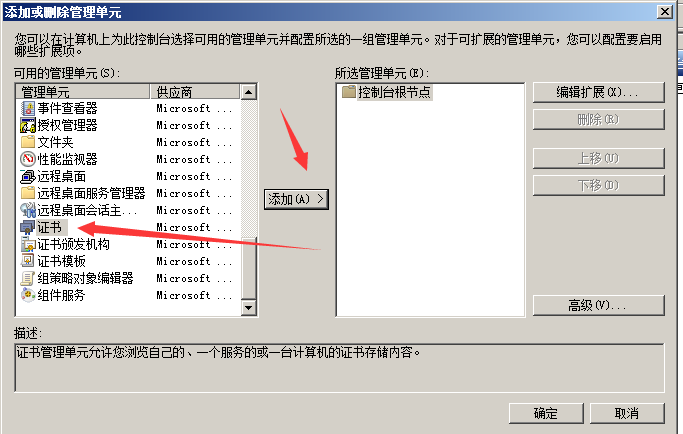 添加或删除管理单元
您可以在计算机上为此控制台选择可用的管理单元并配置所选的一组管理单元。对于可扩展的管理单元，您可以配置要启用
哪些扩展项。
可用的管理单元(S):
管理单元 供应商
事件查看器 Microsoft ...
授权管理器 Microsoft ...
文件夹 Microsoft ...
性能监视器 Microsoft ...
远程桌面 Microsoft ...
远程桌面服务管理器 Microsoft ...
远程桌面会话主... Microsoft ...
证书 Microsoft ...
证书颁发机构 Microsoft ...
证书模板 Microsoft ...
组策略对象编辑器 Microsoft ...
组件服务 Microsoft ...
添加(A) >
所选管理单元(E):
控制台根节点
编辑扩展(X)...
删除(R)
上移(U)
下移(D)
高级(V)...
描述:
证书管理单元允许您浏览自己的、一个服务的或一台计算机的证书存储内容。
确定 取消